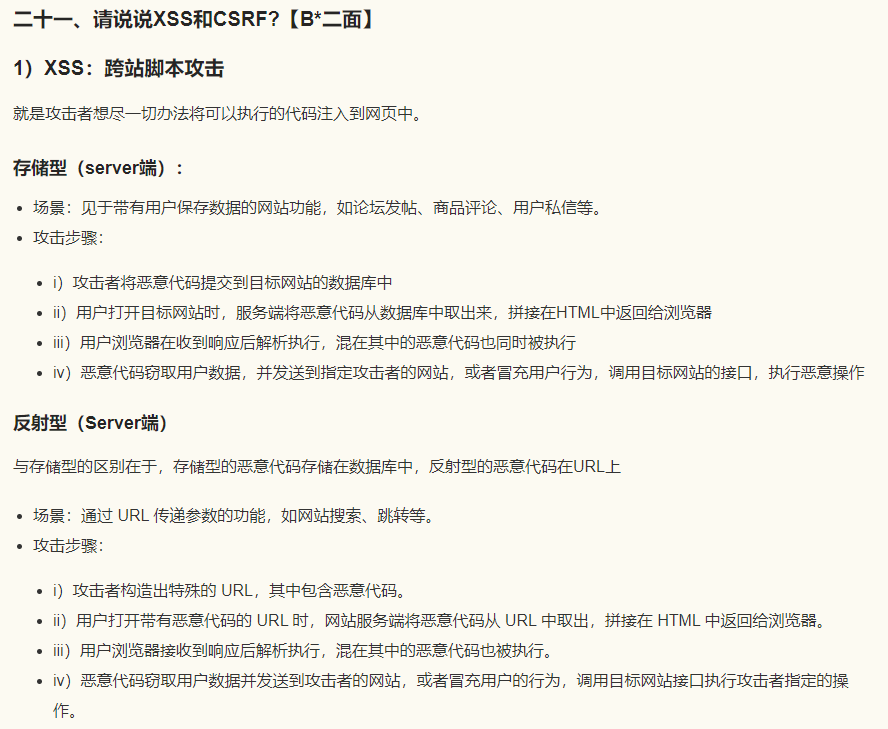 二十一、请说说XSS和CSRF?【B*二面】
1）XSS：跨站脚本攻击
就是攻击者想尽一切办法将可以执行的代码注入到网页中。
存储型（server端）：
• 场景：见于带有用户保存数据的网站功能，如论坛发帖、商品评论、用户私信等。
• 攻击步骤：
• i）攻击者将恶意代码提交到目标网站的数据库中
• ii）用户打开目标网站时，服务端将恶意代码从数据库中取出来，拼接在HTML中返回给浏览器
• iii）用户浏览器在收到响应后解析执行，混在其中的恶意代码也同时被执行
• iv）恶意代码窃取用户数据，并发送到指定攻击者的网站，或者冒充用户行为，调用目标网站的接口，执行恶意操作
反射型（Server端）
与存储型的区别在于，存储型的恶意代码存储在数据库中，反射型的恶意代码在URL上
• 场景：通过 URL 传递参数的功能，如网站搜索、跳转等。
• 攻击步骤：
• i）攻击者构造出特殊的 URL，其中包含恶意代码。
• ii）用户打开带有恶意代码的 URL 时，网站服务端将恶意代码从 URL 中取出，拼接在 HTML 中返回给浏览器。
• iii）用户浏览器接收到响应后解析执行，混在其中的恶意代码也被执行。
• iv）恶意代码窃取用户数据并发送到攻击者的网站，或者冒充用户的行为，调用目标网站接口执行攻击者指定的操
作。